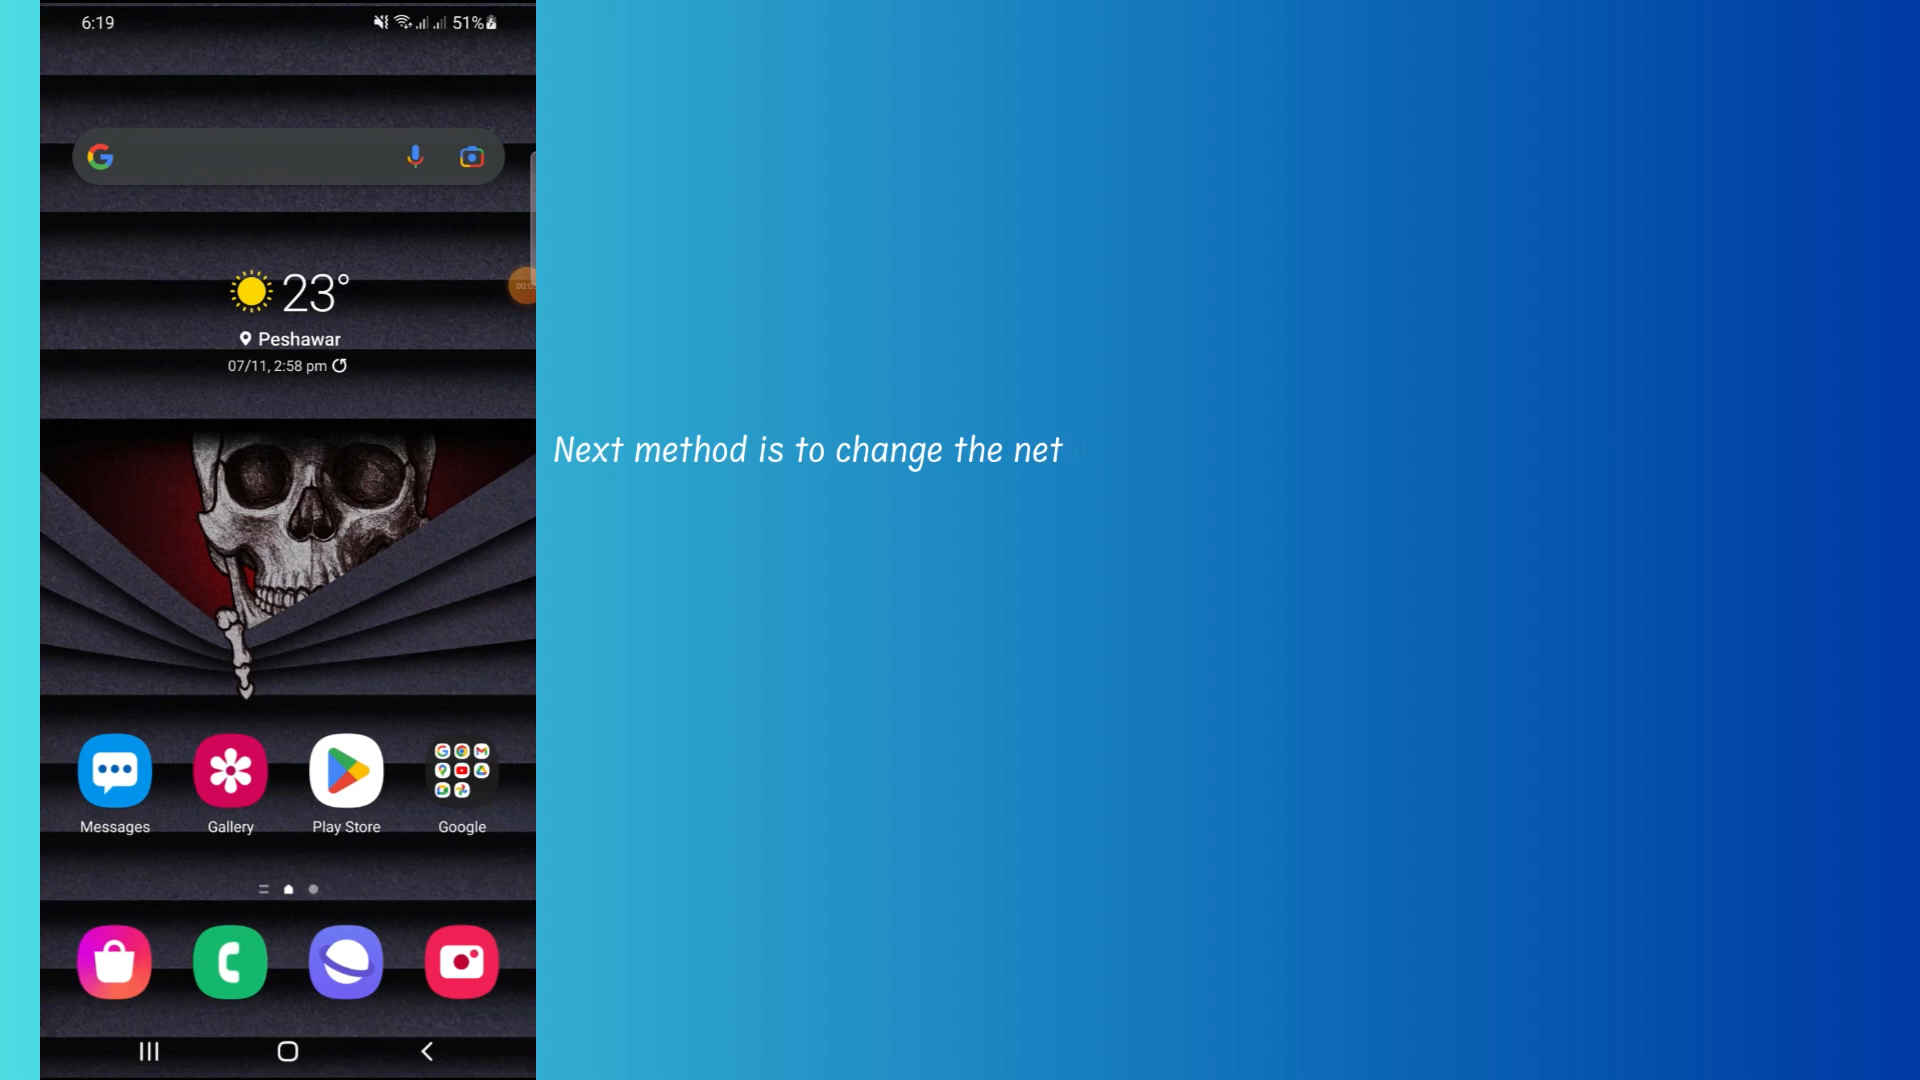 6:19
51%
23°
Peshawar
07/11, 2:58 pm
Next method is to change the netw
Messages
Gallery
Play Store
Google